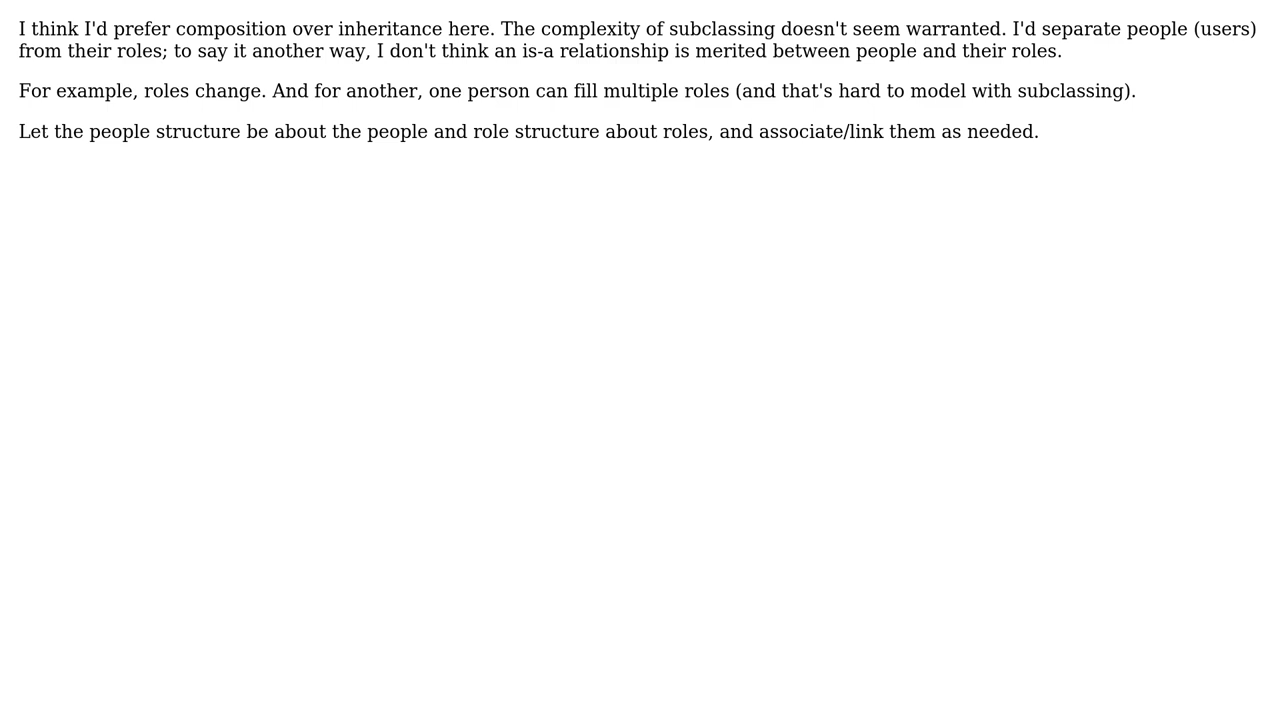 I think I'd prefer composition over inheritance here. The complexity of subclassing doesn't seem warranted. I'd separate people (users)
from their roles; to say it another way, I don't think an is-a relationship is merited between people and their roles.
For example, roles change. And for another, one person can fill multiple roles (and that's hard to model with subclassing).
Let the people structure be about the people and role structure about roles, and associate/link them as needed.